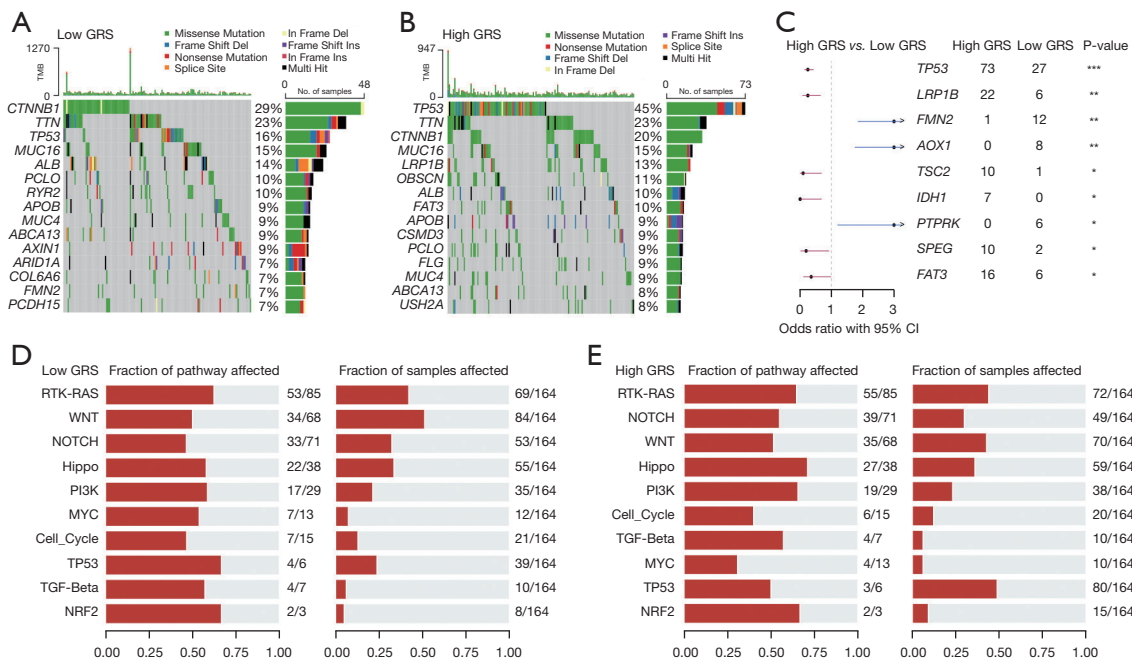 A
Low GRS
Missense Mutation
Frame Shift Del
Nonsense Mutation
Splice Site
In Frame Del
Frame Shift Ins
In Frame Ins
Multi Hit
1270
TMB
0
0 48
No. of samples
CTNNB1 29%
TTN 23%
TP53 16%
MUC16 15%
ALB 14%
PCLO 10%
RYR2 10%
APOB 9%
MUC4 9%
ABCA13 9%
AXIN1 9%
ARID1A 7%
COL6A6 7%
FMN2 7%
PCDH15 7%
B
High GRS
Missense Mutation
Nonsense Mutation
Frame Shift Del
In Frame Del
Frame Shift Ins
Splice Site
Multi Hit
947
TMB
0
0 73
No. of samples
TP53 45%
TTN 23%
CTNNB1 20%
MUC16 15%
LRP1B 13%
OBSCN 11%
ALB 10%
FAT3 10%
APOB 9%
CSMD3 9%
PCLO 9%
FLG 9%
MUC4 9%
ABCA13 8%
USH2A 8%
C
High GRS vs. Low GRS High GRS Low GRS P-value
TP53 73 27 ***
LRP1B 22 6 **
FMN2 1 12 **
AOX1 0 8 **
TSC2 10 1 *
IDH1 7 0 *
PTPRK 0 6 *
SPEG 10 2 *
FAT3 16 6 *
0 1 2 3
Odds ratio with 95% CI
D
Low GRS Fraction of pathway affected Fraction of samples affected
RTK-RAS 53/85 69/164
WNT 34/68 84/164
NOTCH 33/71 53/164
Hippo 22/38 55/164
PI3K 17/29 35/164
MYC 7/13 12/164
Cell_Cycle 7/15 21/164
TP53 4/6 39/164
TGF-Beta 4/7 10/164
NRF2 2/3 8/164
0.00 0.25 0.50 0.75 1.00 0.00 0.25 0.50 0.75 1.00
E
High GRS Fraction of pathway affected Fraction of samples affected
RTK-RAS 55/85 72/164
NOTCH 39/71 49/164
WNT 35/68 70/164
Hippo 27/38 59/164
PI3K 19/29 38/164
Cell_Cycle 6/15 20/164
TGF-Beta 4/7 10/164
MYC 4/13 10/164
TP53 3/6 80/164
NRF2 2/3 15/164
0.00 0.25 0.50 0.75 1.00 0.00 0.25 0.50 0.75 1.00